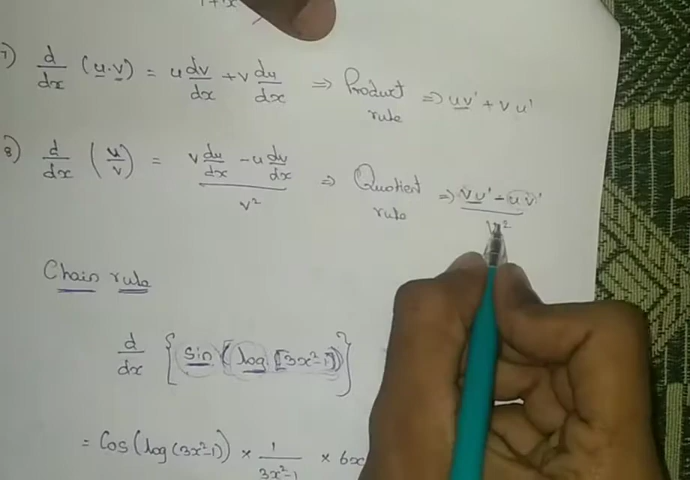 7) d/dx (u.v) = u dv/dx + v du/dx ⇒ Product rule ⇒ uv' + vu'
8) d/dx (u/v) = (v du/dx - u dv/dx)/v² ⇒ Quotient rule ⇒ (vu' - uv')/v²
Chain rule
d/dx {sin (log [3x²-1])}
= Cos (log (3x²-1)) × 1/(3x²-1) × 6x